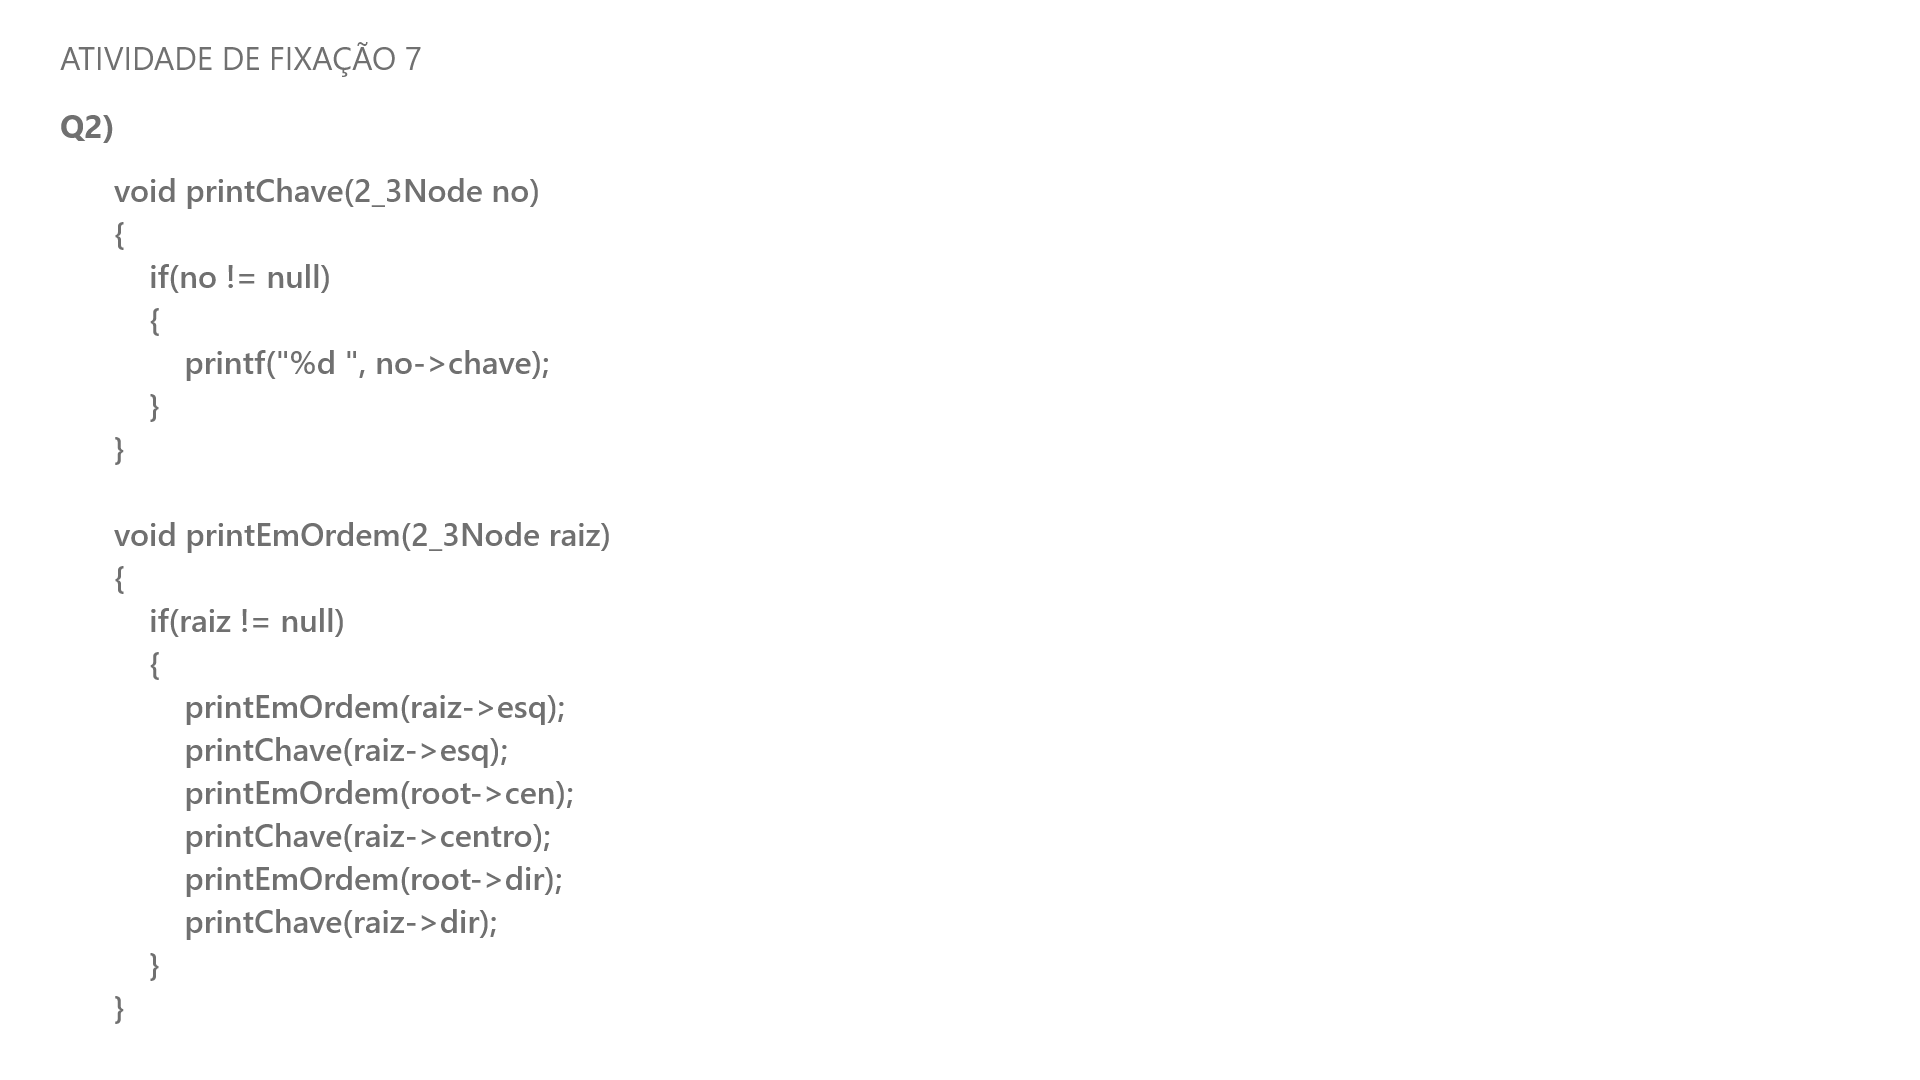 ATIVIDADE DE FIXAÇÃO 7
Q2)
void printChave(2_3Node no)
{
if(no != null)
{
printf("%d ", no->chave);
}
}
void printEmOrdem(2_3Node raiz)
{
if(raiz != null)
{
printEmOrdem(raiz->esq);
printChave(raiz->esq);
printEmOrdem(root->cen);
printChave(raiz->centro);
printEmOrdem(root->dir);
printChave(raiz->dir);
}
}